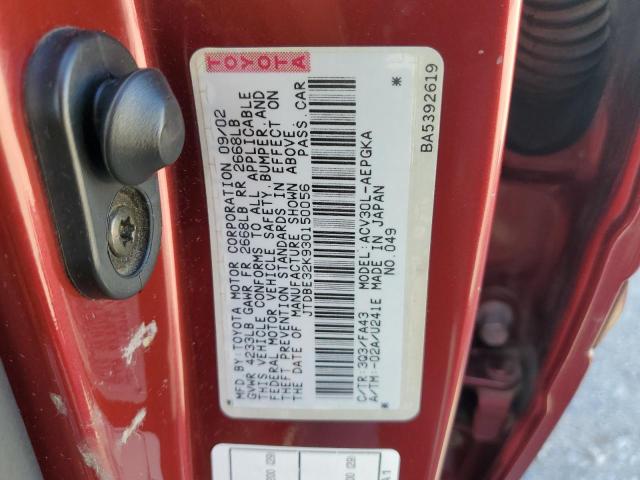 TOYOTA
MFD BY: TOYOTA MOTOR CORPORATION 09/02
GVWR 4233LB GAWR FR 2668LB RR 2668LB
THIS VEHICLE CONFORMS TO ALL APPLICABLE
FEDERAL MOTOR VEHICLE SAFETY, BUMPER, AND
THEFT PREVENTION STANDARDS IN EFFECT ON
THE DATE OF MANUFACTURE SHOWN ABOVE.
JTDBE32K930150056 PASS. CAR
* *
C/TR: 3Q3/FA43 MODEL: ACV30L-AEPGKA
A/TM: -02A/U241E MADE IN JAPAN
NO. 049
BA5392619